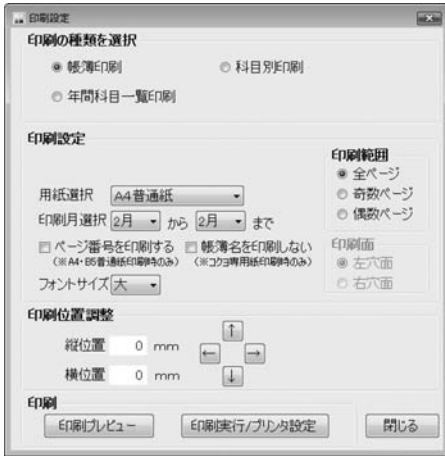 印刷設定
印刷の種類を選択
帳簿印刷
科目別印刷
年間科目一覧印刷
印刷設定
印刷範囲
全ページ
奇数ページ
偶数ページ
用紙選択 A4普通紙
印刷月選択 2月 から 2月 まで
ページ番号を印刷する 帳簿名を印刷しない
(※A4・B5普通紙印刷時のみ) (※コクヨ専用紙印刷時のみ)
印刷面
左穴面
右穴面
フォントサイズ 大
印刷位置調整
縦位置 0 mm
横位置 0 mm
↑
← →
↓
印刷
印刷プレビュー 印刷実行/プリンタ設定 閉じる